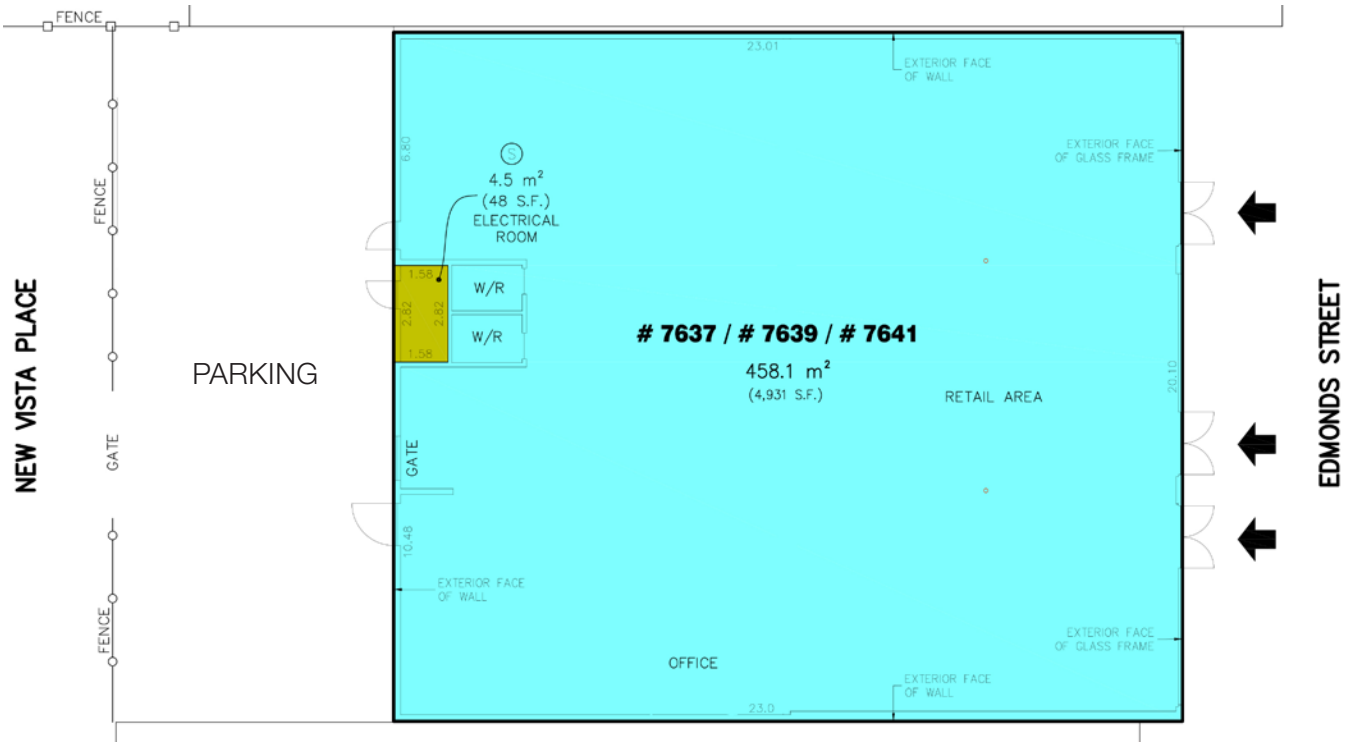 FENCE
23.01
EXTERIOR FACE
OF WALL
6.80
EXTERIOR FACE
OF GLASS FRAME
S
4.5 m²
(48 S.F.)
ELECTRICAL
ROOM
FENCE
1.58
W/R
2.82
2.82
W/R
1.58
NEW VISTA PLACE
PARKING
# 7637 / # 7639 / # 7641
458.1 m²
(4,931 S.F.)
RETAIL AREA
20.10
EDMONDS STREET
GATE
GATE
10.48
EXTERIOR FACE
OF WALL
FENCE
EXTERIOR FACE
OF GLASS FRAME
OFFICE
EXTERIOR FACE
OF WALL
23.0